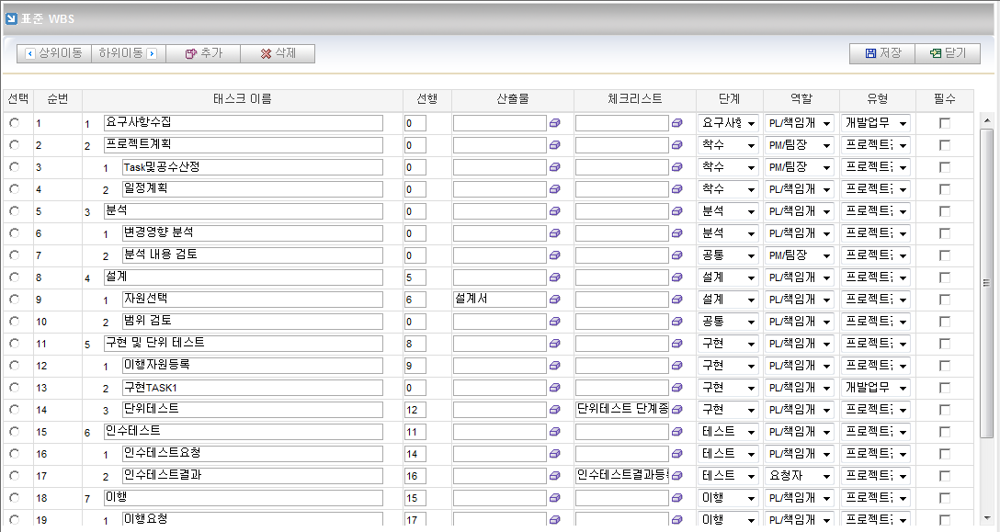 표준 WBS
상위이동 하위이동 추가 삭제 저장 닫기
선택 순번 태스크 이름 선행 산출물 체크리스트 단계 역할 유형 필수
1 1 요구사항수집 0 요구사항 PL/책임개 개발업무
2 2 프로젝트계획 0 착수 PM/팀장 프로젝트
3 1 Task및공수산정 0 착수 PM/팀장 프로젝트
4 2 일정계획 0 착수 PL/책임개 프로젝트
5 3 분석 0 분석 PL/책임개 프로젝트
6 1 변경영향 분석 0 분석 PL/책임개 프로젝트
7 2 분석 내용 검토 0 공통 PM/팀장 프로젝트
8 4 설계 5 설계 PL/책임개 프로젝트
9 1 자원선택 6 설계서 설계 PL/책임개 프로젝트
10 2 범위 검토 0 공통 PL/책임개 프로젝트
11 5 구현 및 단위 테스트 8 구현 PL/책임개 프로젝트
12 1 이행자원등록 9 구현 PL/책임개 프로젝트
13 2 구현TASK1 0 구현 PL/책임개 개발업무
14 3 단위테스트 12 단위테스트 단계종 구현 PL/책임개 프로젝트
15 6 인수테스트 11 테스트 PL/책임개 프로젝트
16 1 인수테스트요청 14 테스트 PL/책임개 프로젝트
17 2 인수테스트결과 16 인수테스트결과등 테스트 요청자 프로젝트
18 7 이행 15 이행 PL/책임개 프로젝트
19 1 이행요청 17 이행 PL/책임개 프로젝트